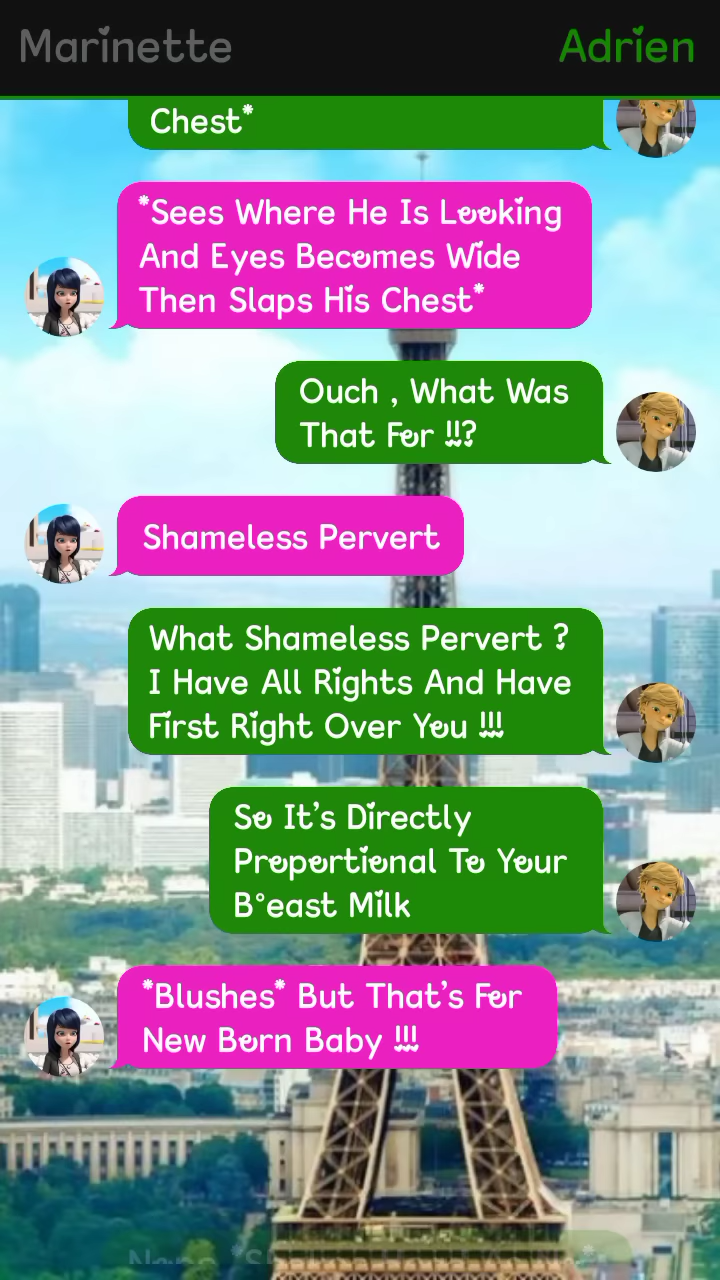 Marinette
Adrien
Chest*
*Sees Where He Is Looking
And Eyes Becomes Wide
Then Slaps His Chest*
Ouch , What Was
That For !!?
Shameless Pervert
What Shameless Pervert ?
I Have All Rights And Have
First Right Over You !!!
So It's Directly
Proportional To Your
B°east Milk
*Blushes* But That's For
New Born Baby !!!